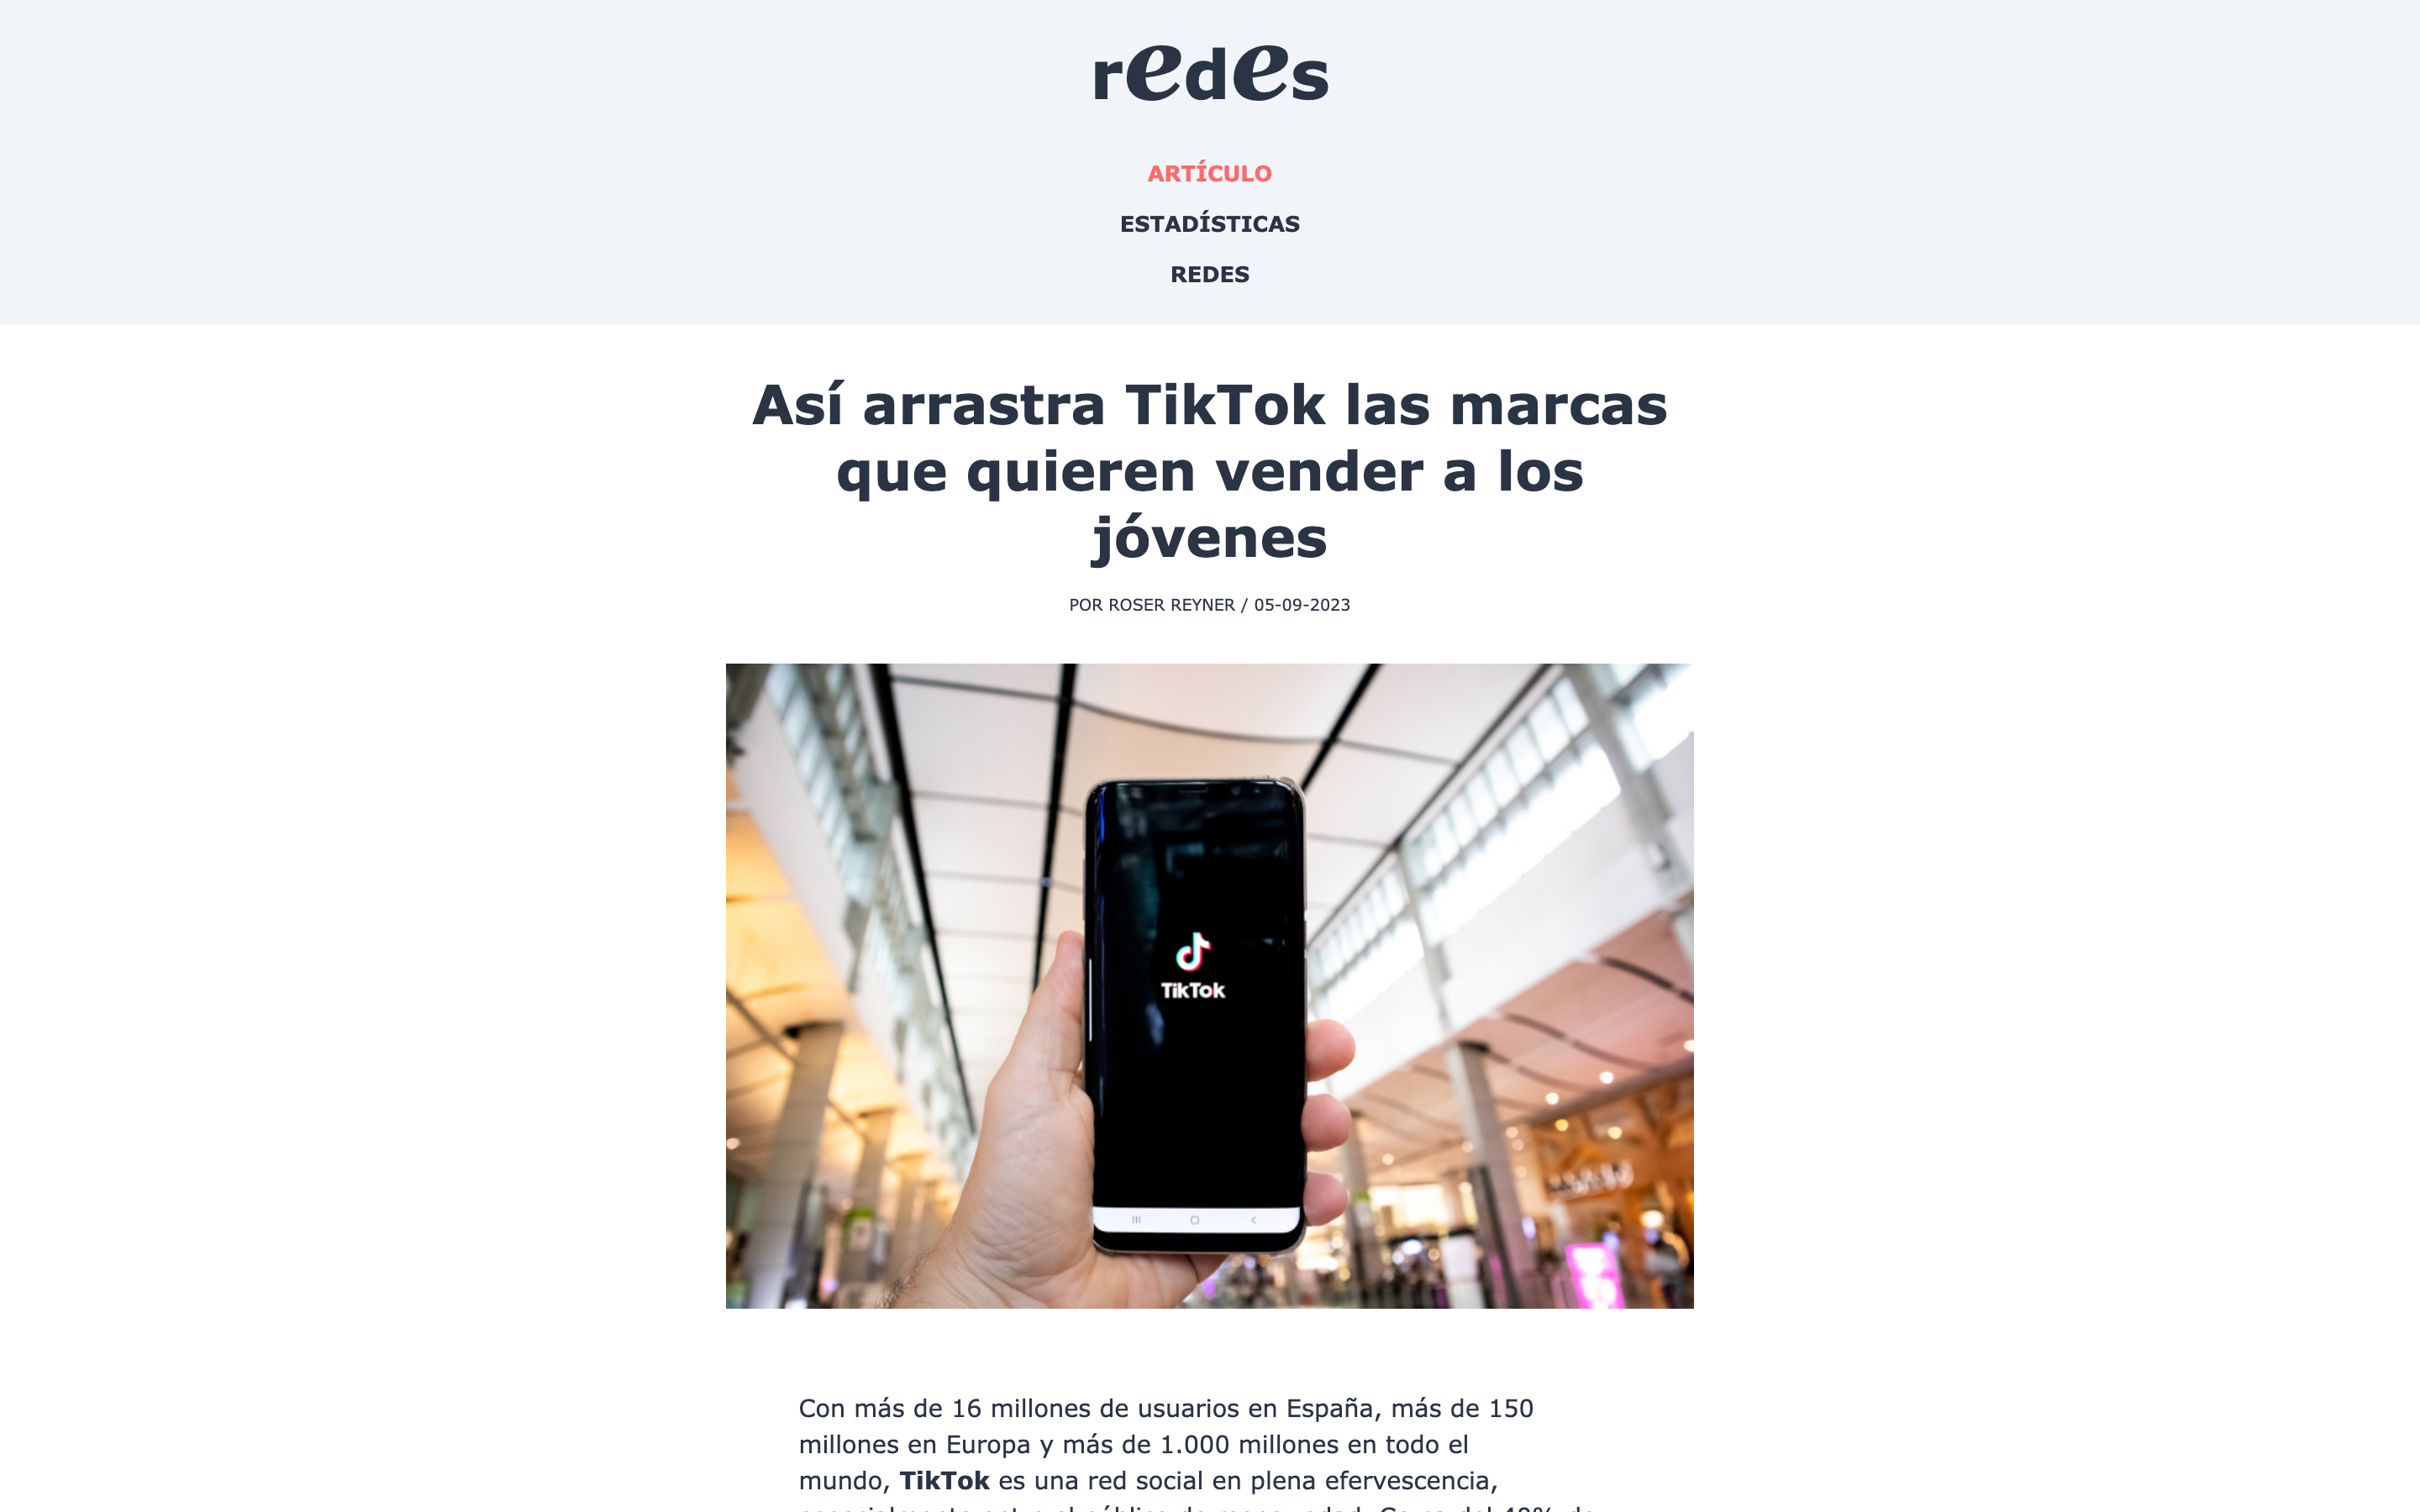 redes
ARTÍCULO
ESTADÍSTICAS
REDES
Así arrastra TikTok las marcas
que quieren vender a los
jóvenes
POR ROSER REYNER / 05-09-2023
TikTok
Con más de 16 millones de usuarios en España, más de 150
millones en Europa y más de 1.000 millones en todo el
mundo, TikTok es una red social en plena efervescencia,